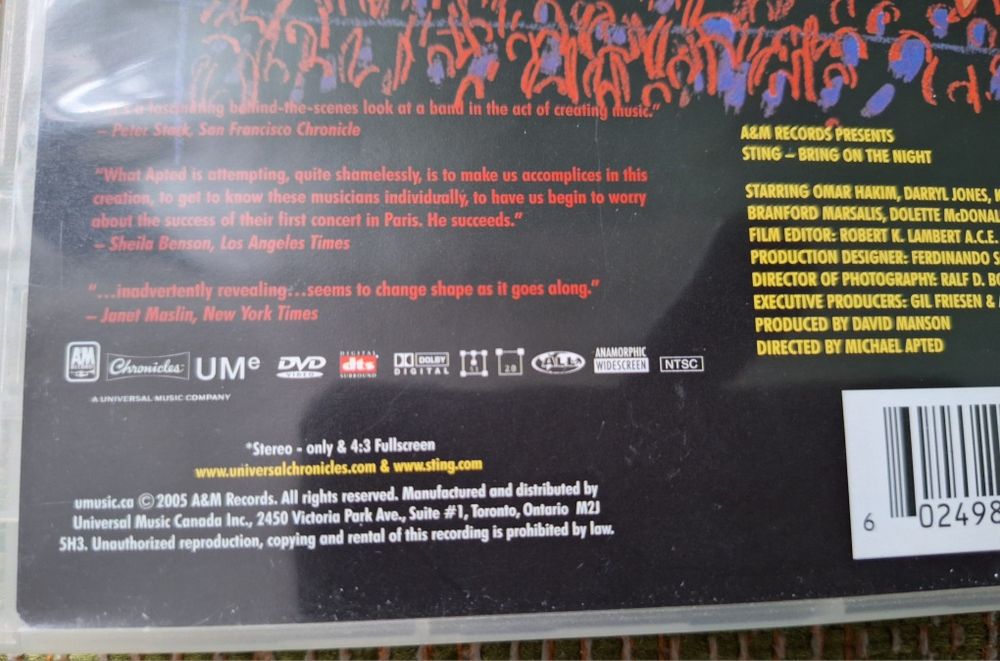 a fascinating behind-the-scenes look at a band in the act of creating music."
– Peter Stack, San Francisco Chronicle
"What Apted is attempting, quite shamelessly, is to make us accomplices in this
creation, to get to know these musicians individually, to have us begin to worry
about the success of their first concert in Paris. He succeeds."
– Sheila Benson, Los Angeles Times
"...inadvertently revealing...seems to change shape as it goes along."
– Janet Maslin, New York Times
A&M RECORDS PRESENTS
STING – BRING ON THE NIGHT
STARRING OMAR HAKIM, DARRYL JONES, K
BRANFORD MARSALIS, DOLETTE McDONAL
FILM EDITOR: ROBERT K. LAMBERT A.C.E.
PRODUCTION DESIGNER: FERDINANDO S
DIRECTOR OF PHOTOGRAPHY: RALF D. BO
EXECUTIVE PRODUCERS: GIL FRIESEN &
PRODUCED BY DAVID MANSON
DIRECTED BY MICHAEL APTED
A&M RECORDS Chronicles UMe DVD VIDEO DIGITAL dts SURROUND DOLBY DIGITAL 5.1 2.0 ALL ANAMORPHIC WIDESCREEN NTSC
A UNIVERSAL MUSIC COMPANY
*Stereo - only & 4:3 Fullscreen
www.universalchronicles.com & www.sting.com
umusic.ca ©2005 A&M Records. All rights reserved. Manufactured and distributed by
Universal Music Canada Inc., 2450 Victoria Park Ave., Suite #1, Toronto, Ontario M2J
5H3. Unauthorized reproduction, copying and rental of this recording is prohibited by law.
6 02498